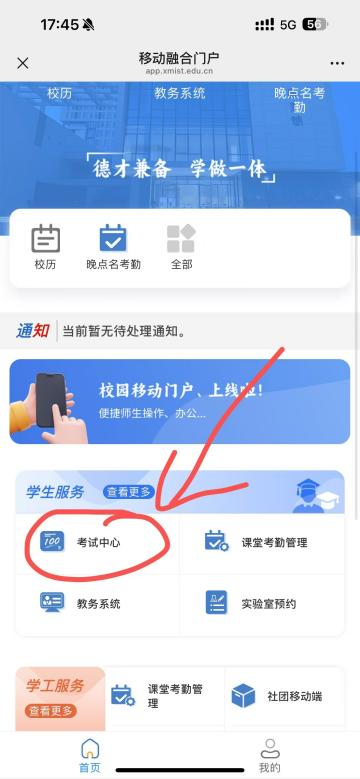 17:45
5G
56
移动融合门户
app.xmist.edu.cn
校历
教务系统
晚点名考
勤
德才兼备 学做一体
校历
晚点名考勤
全部
通知
当前暂无待处理通知。
校园移动门户、上线啦!
便捷师生操作、办公...
学生服务
查看更多
100
考试中心
课堂考勤管理
教务系统
实验室预约
学工服务
查看更多
课堂考勤管
理
社团移动端
首页
我的